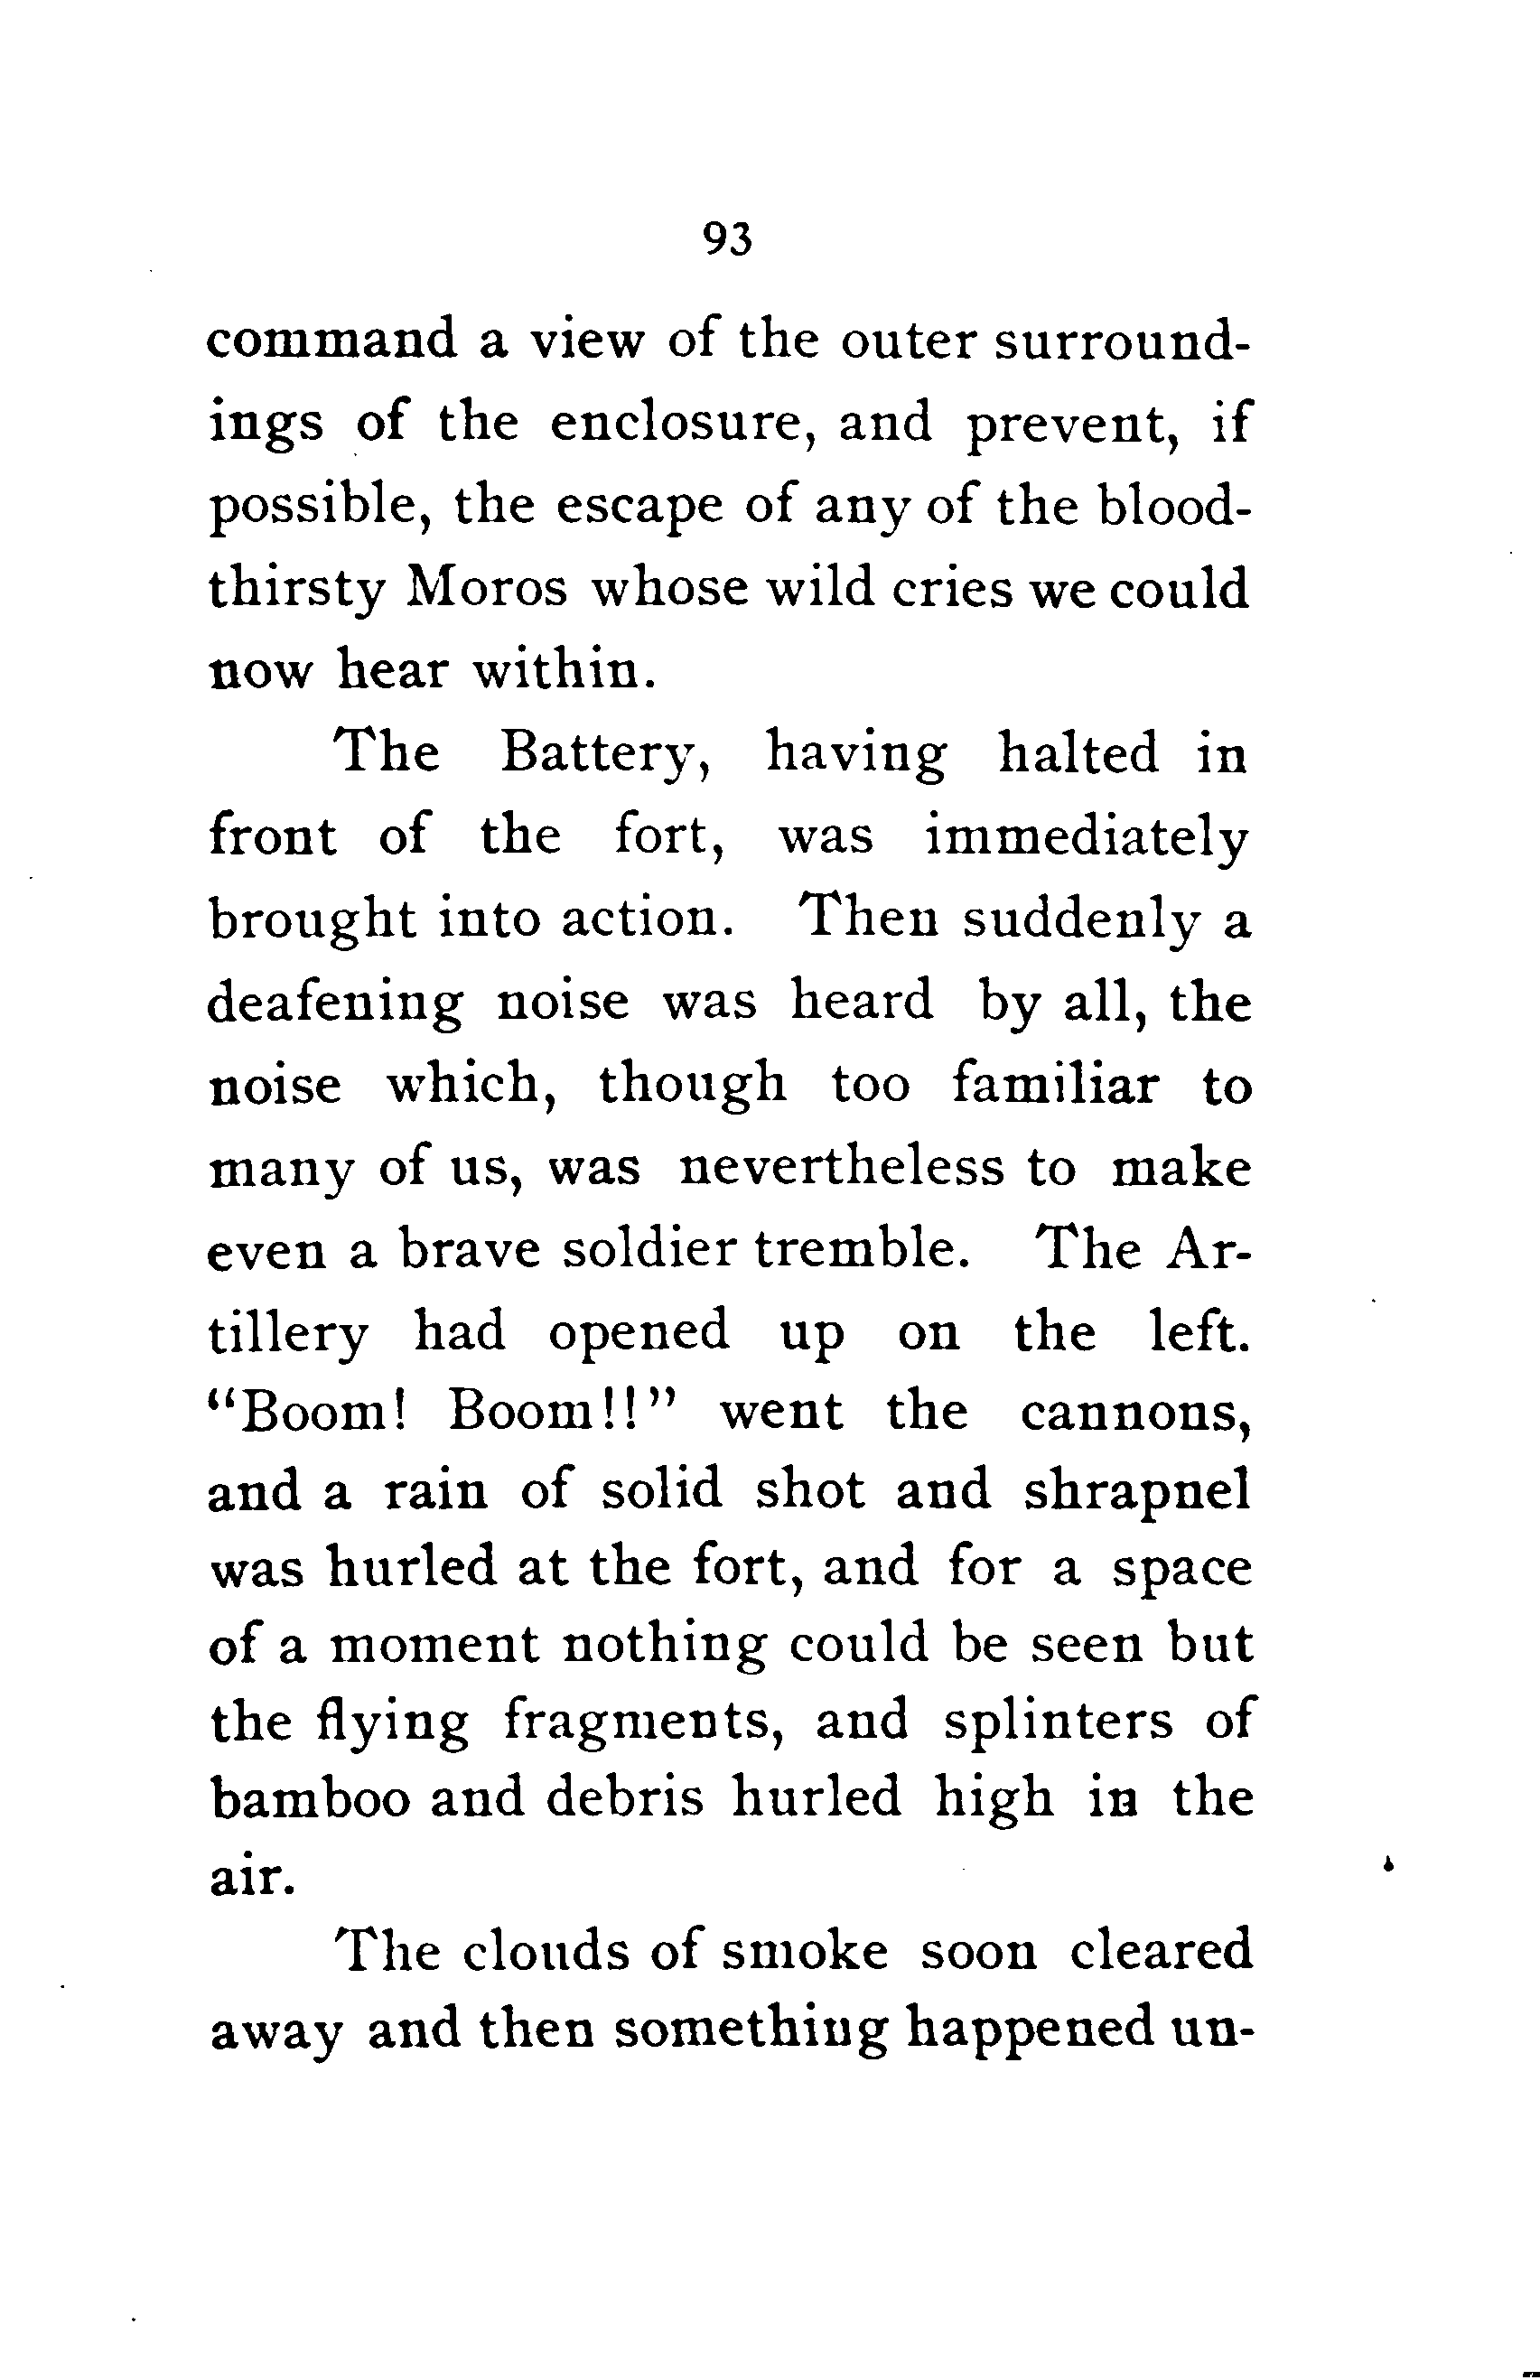 93
command a view of the outer surround-
ings of the enclosure, and prevent, if
possible, the escape of any of the blood-
thirsty Moros whose wild cries we could
now hear within.
The Battery, having halted in
front of the fort, was immediately
brought into action. Then suddenly a
deafening noise was heard by all, the
noise which, though too familiar to
many of us, was nevertheless to make
even a brave soldier tremble. The Ar-
tillery had opened up on the left.
"Boom! Boom!!" went the cannons,
and a rain of solid shot and shrapnel
was hurled at the fort, and for a space
of a moment nothing could be seen but
the flying fragments, and splinters of
bamboo and debris hurled high in the
air.
The clouds of smoke soon cleared
away and then something happened un-